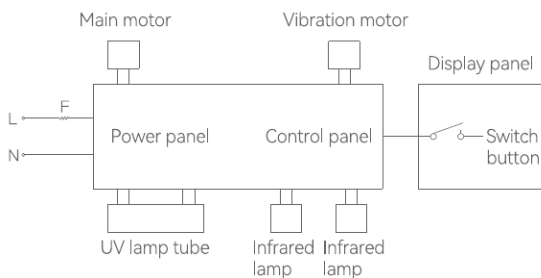 Main motor
Vibration motor
Display panel
F
L
Power panel
Control panel
Switch
button
N
UV lamp tube
Infrared
lamp
Infrared
lamp